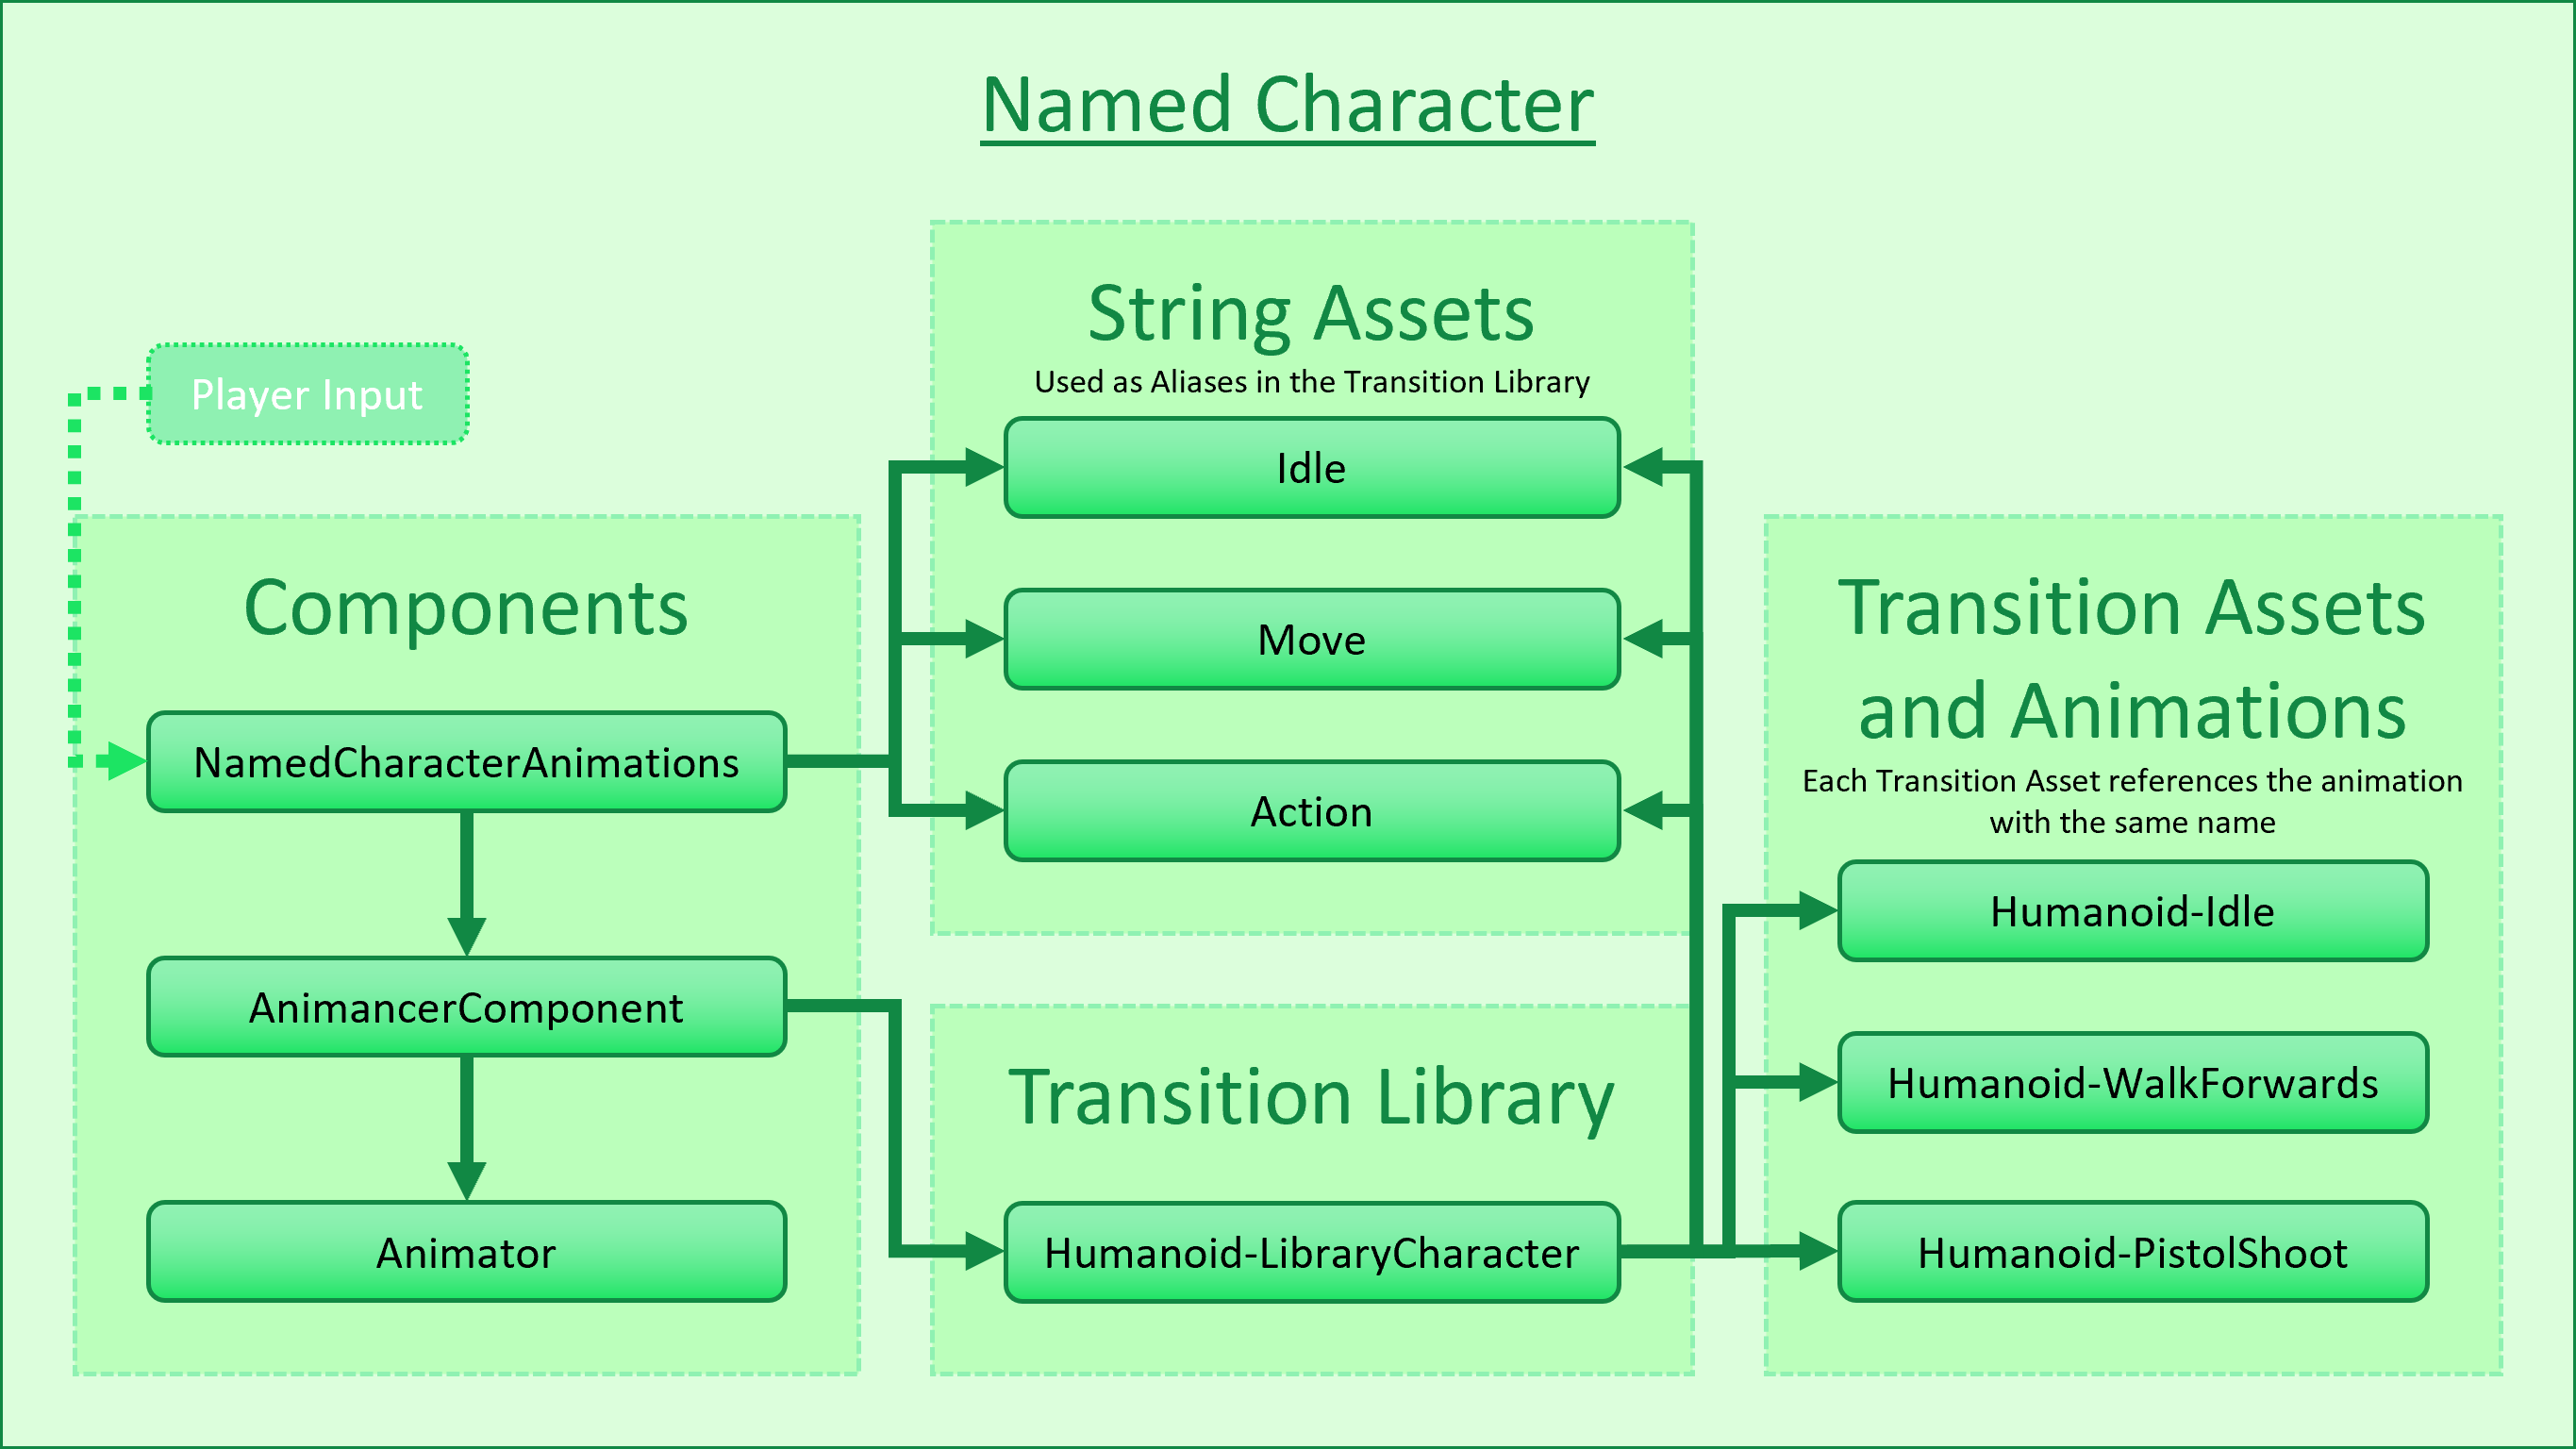 Named Character
Player Input
Components
NamedCharacterAnimations
AnimancerComponent
Animator
String Assets
Used as Aliases in the Transition Library
Idle
Move
Action
Transition Library
Humanoid-LibraryCharacter
Transition Assets
and Animations
Each Transition Asset references the animation
with the same name
Humanoid-Idle
Humanoid-WalkForwards
Humanoid-PistolShoot